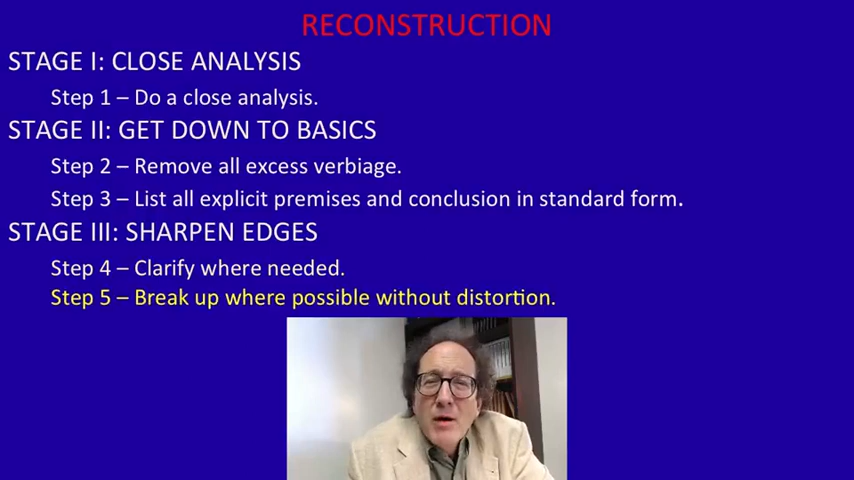 RECONSTRUCTION
STAGE I: CLOSE ANALYSIS
Step 1 – Do a close analysis.
STAGE II: GET DOWN TO BASICS
Step 2 – Remove all excess verbiage.
Step 3 – List all explicit premises and conclusion in standard form.
STAGE III: SHARPEN EDGES
Step 4 – Clarify where needed.
Step 5 – Break up where possible without distortion.